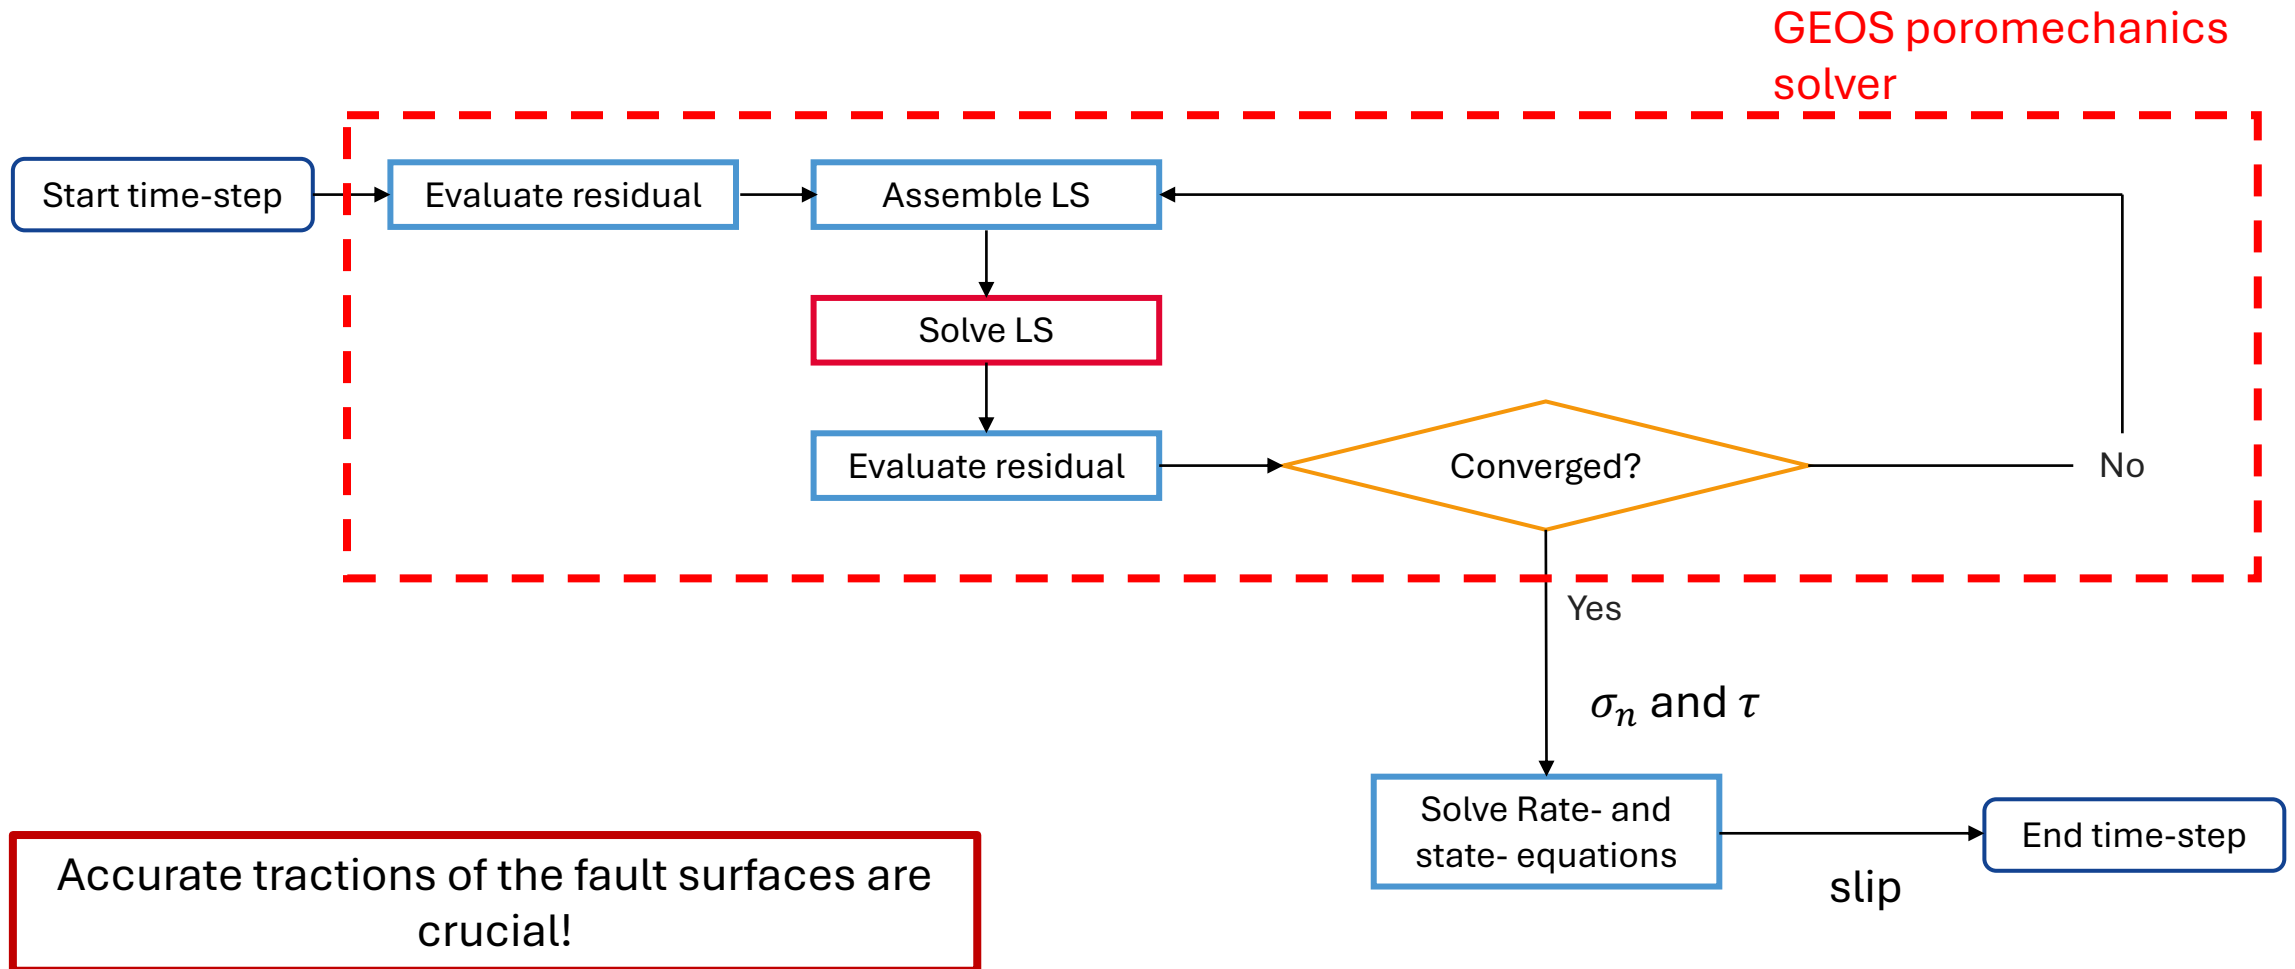 GEOS poromechanics
solver
Start time-step
Evaluate residual
Assemble LS
Solve LS
Evaluate residual
Converged?
No
Yes
σₙ and τ
Solve Rate- and
state- equations
End time-step
slip
Accurate tractions of the fault surfaces are
crucial!